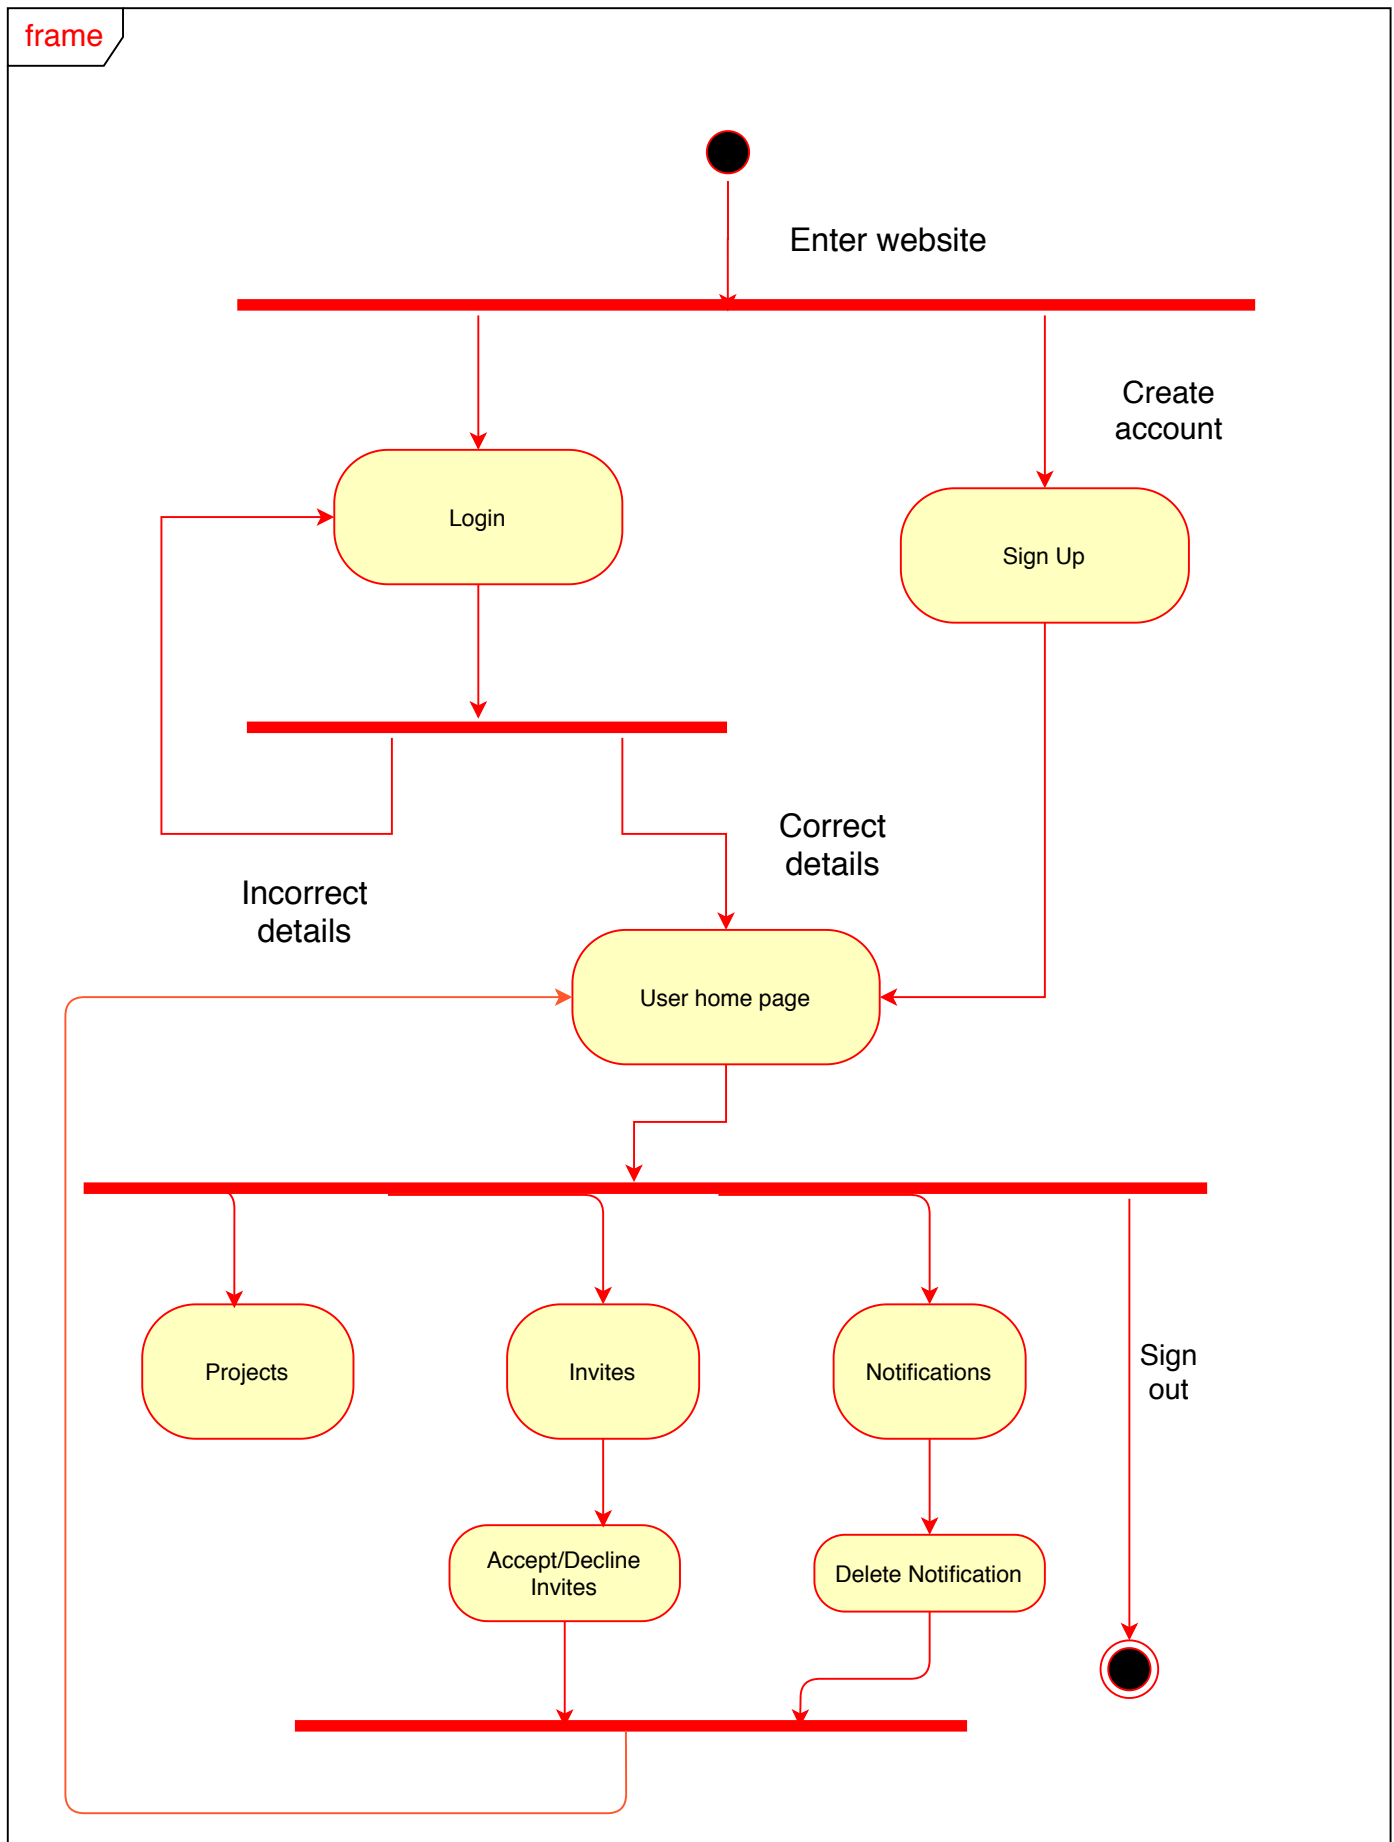 frame
Enter website
Create
account
Login
Sign Up
Correct
details
Incorrect
details
User home page
Projects
Invites
Notifications
Sign
out
Accept/Decline
Invites
Delete Notification